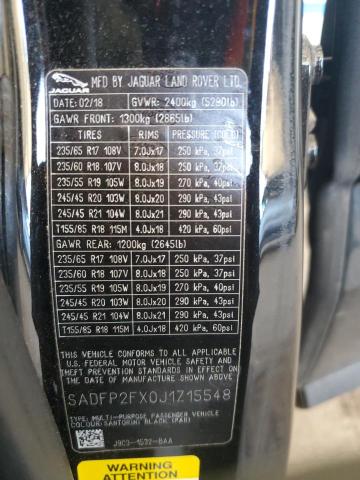 JAGUAR MFD BY JAGUAR LAND ROVER LTD.
DATE: 02/18 GVWR: 2400kg (5290lb)
GAWR FRONT: 1300kg (2865lb)
TIRES RIMS PRESSURE (COLD)
235/65 R17 108V 7.0Jx17 250 kPa, 37psi
235/60 R18 107V 8.0Jx18 250 kPa, 37psi
235/55 R19 105W 8.0Jx19 270 kPa, 40psi
245/45 R20 103W 8.0Jx20 290 kPa, 43psi
245/45 R21 104W 8.0Jx21 290 kPa, 43psi
T155/85 R18 115M 4.0Jx18 420 kPa, 60psi
GAWR REAR: 1200kg (2645lb)
235/65 R17 108V 7.0Jx17 250 kPa, 37psi
235/60 R18 107V 8.0Jx18 250 kPa, 37psi
235/55 R19 105W 8.0Jx19 270 kPa, 40psi
245/45 R20 103W 8.0Jx20 290 kPa, 43psi
245/45 R21 104W 8.0Jx21 290 kPa, 43psi
T155/85 R18 115M 4.0Jx18 420 kPa, 60psi
THIS VEHICLE CONFORMS TO ALL APPLICABLE
U.S. FEDERAL MOTOR VEHICLE SAFETY, BUMPER
AND THEFT PREVENTION STANDARDS IN EFFECT
ON THE DATE OF MANUFACTURE SHOWN ABOVE.
SADFP2FX0J1Z15548
TYPE: MULTI-PURPOSE PASSENGER VEHICLE
COLOUR: SANTORINI BLACK (PAB)
J9C3-1532-BAA
WARNING